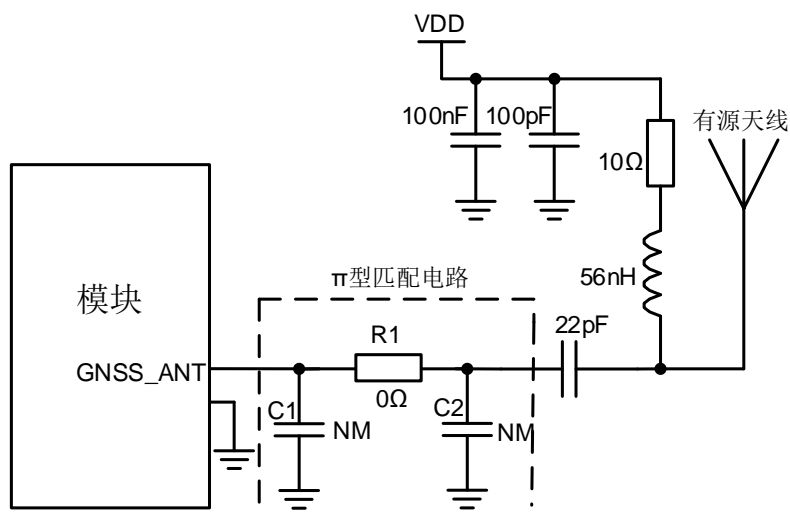 VDD
100nF
100pF
有源天线
10Ω
56nH
π型匹配电路
模块
22pF
R1
GNSS_ANT
0Ω
C1
C2
NM
NM